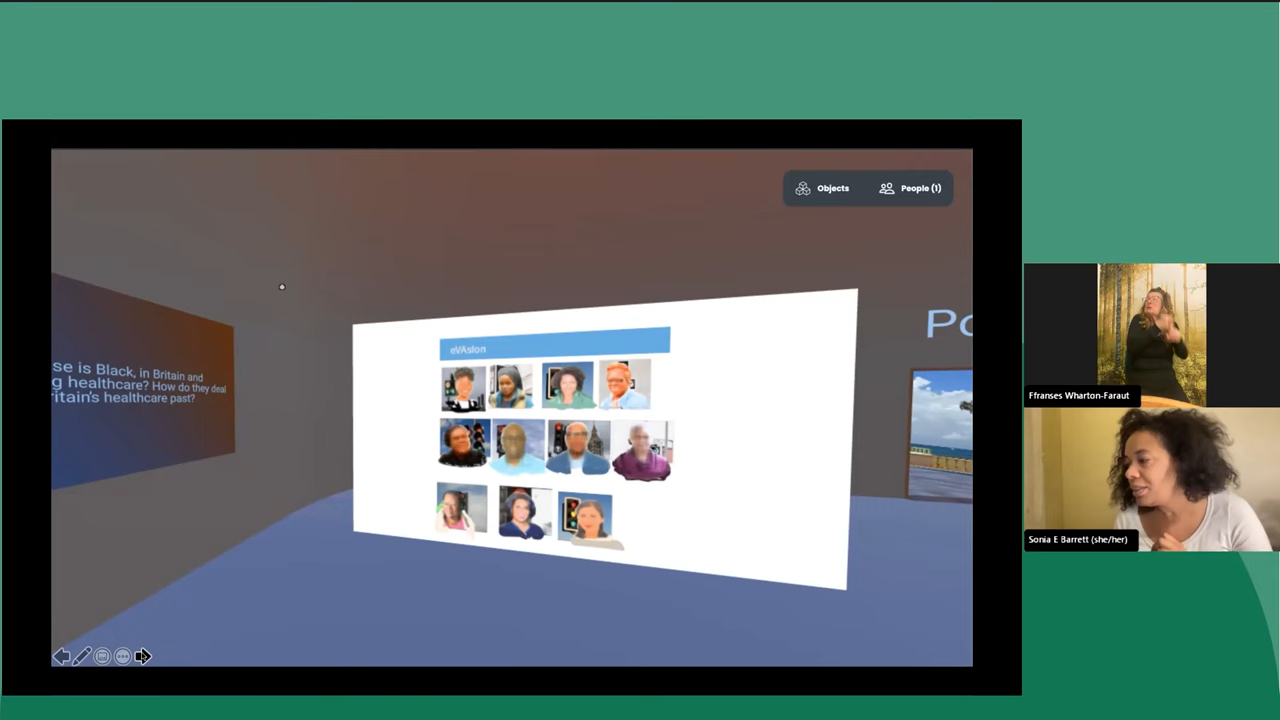 Objects
People (1)
se is Black, in Britain and
g healthcare? How do they deal
ritain's healthcare past?
eVAsion
Po
Ffranses Wharton-Faraut
Sonia E Barrett (she/her)